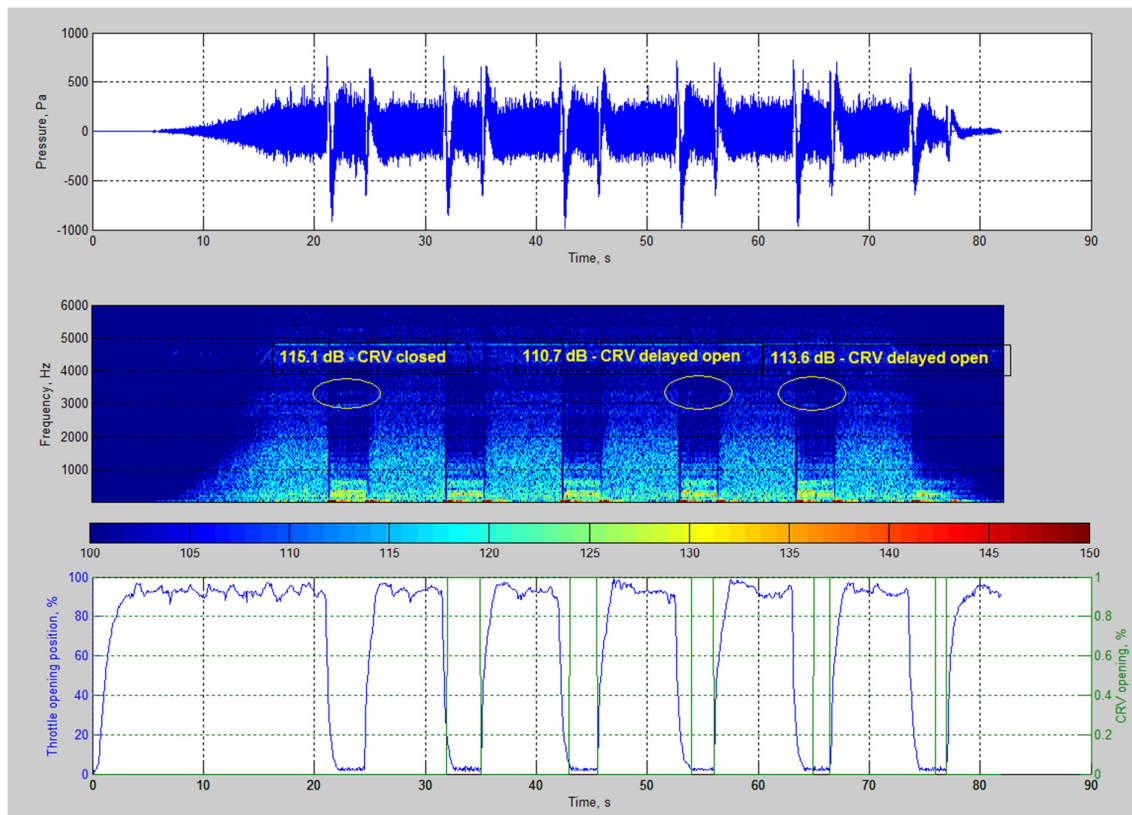 1000
500
0
-500
-1000
Pressure, Pa
0 10 20 30 40 50 60 70 80 90
Time, s
6000
5000
4000
3000
2000
1000
Frequency, Hz
115.1 dB - CRV closed
110.7 dB - CRV delayed open
113.6 dB - CRV delayed open
100 105 110 115 120 125 130 135 140 145 150
100
80
60
40
20
0
Throttle opening position, %
1
0.8
0.6
0.4
0.2
0
CRV opening, %
0 10 20 30 40 50 60 70 80 90
Time, s